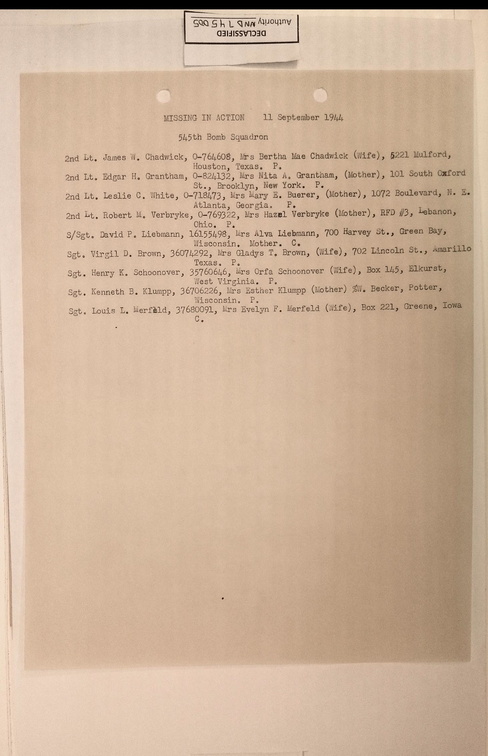 DECLASSIFIED
Authority NND 745005
MISSING IN ACTION 11 September 1944
545th Bomb Squadron
2nd Lt. James W. Chadwick, O-764608, Mrs Bertha Mae Chadwick (Wife), 5221 Mulford,
Houston, Texas. P.
2nd Lt. Edgar H. Grantham, O-824132, Mrs Nita A. Grantham, (Mother), 101 South Oxford
St., Brooklyn, New York. P.
2nd Lt. Leslie C. White, O-718473, Mrs Mary E. Buerer, (Mother), 1072 Boulevard, N. E.
Atlanta, Georgia. P.
2nd Lt. Robert M. Verbryke, O-769322, Mrs Hazel Verbryke (Mother), RFD #3, Lebanon,
Ohio. P.
S/Sgt. David P. Liebmann, 16155498, Mrs Alva Liebmann, 700 Harvey St., Green Bay,
Wisconsin. Mother. C.
Sgt. Virgil D. Brown, 36074292, Mrs Gladys T. Brown, (Wife), 702 Lincoln St., Amarillo
Texas. P.
Sgt. Henry K. Schoonover, 35760646, Mrs Orfa Schoonover (Wife), Box 145, Elkurst,
West Virginia. P.
Sgt. Kenneth B. Klumpp, 36706226, Mrs Esther Klumpp (Mother) %W. Becker, Potter,
Wisconsin. P.
Sgt. Louis L. Merfeld, 37680091, Mrs Evelyn F. Merfeld (Wife), Box 221, Greene, Iowa
C.